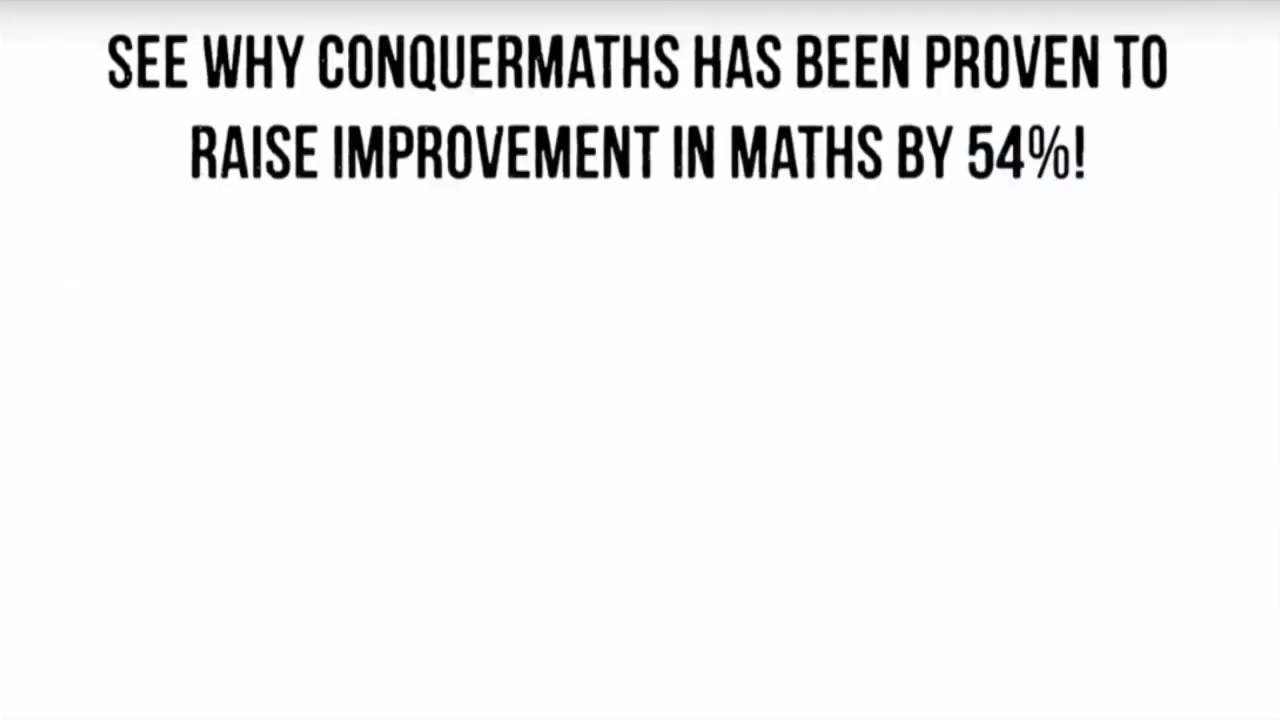 SEE WHY CONQUERMATHS HAS BEEN PROVEN TO
RAISE IMPROVEMENT IN MATHS BY 54%!